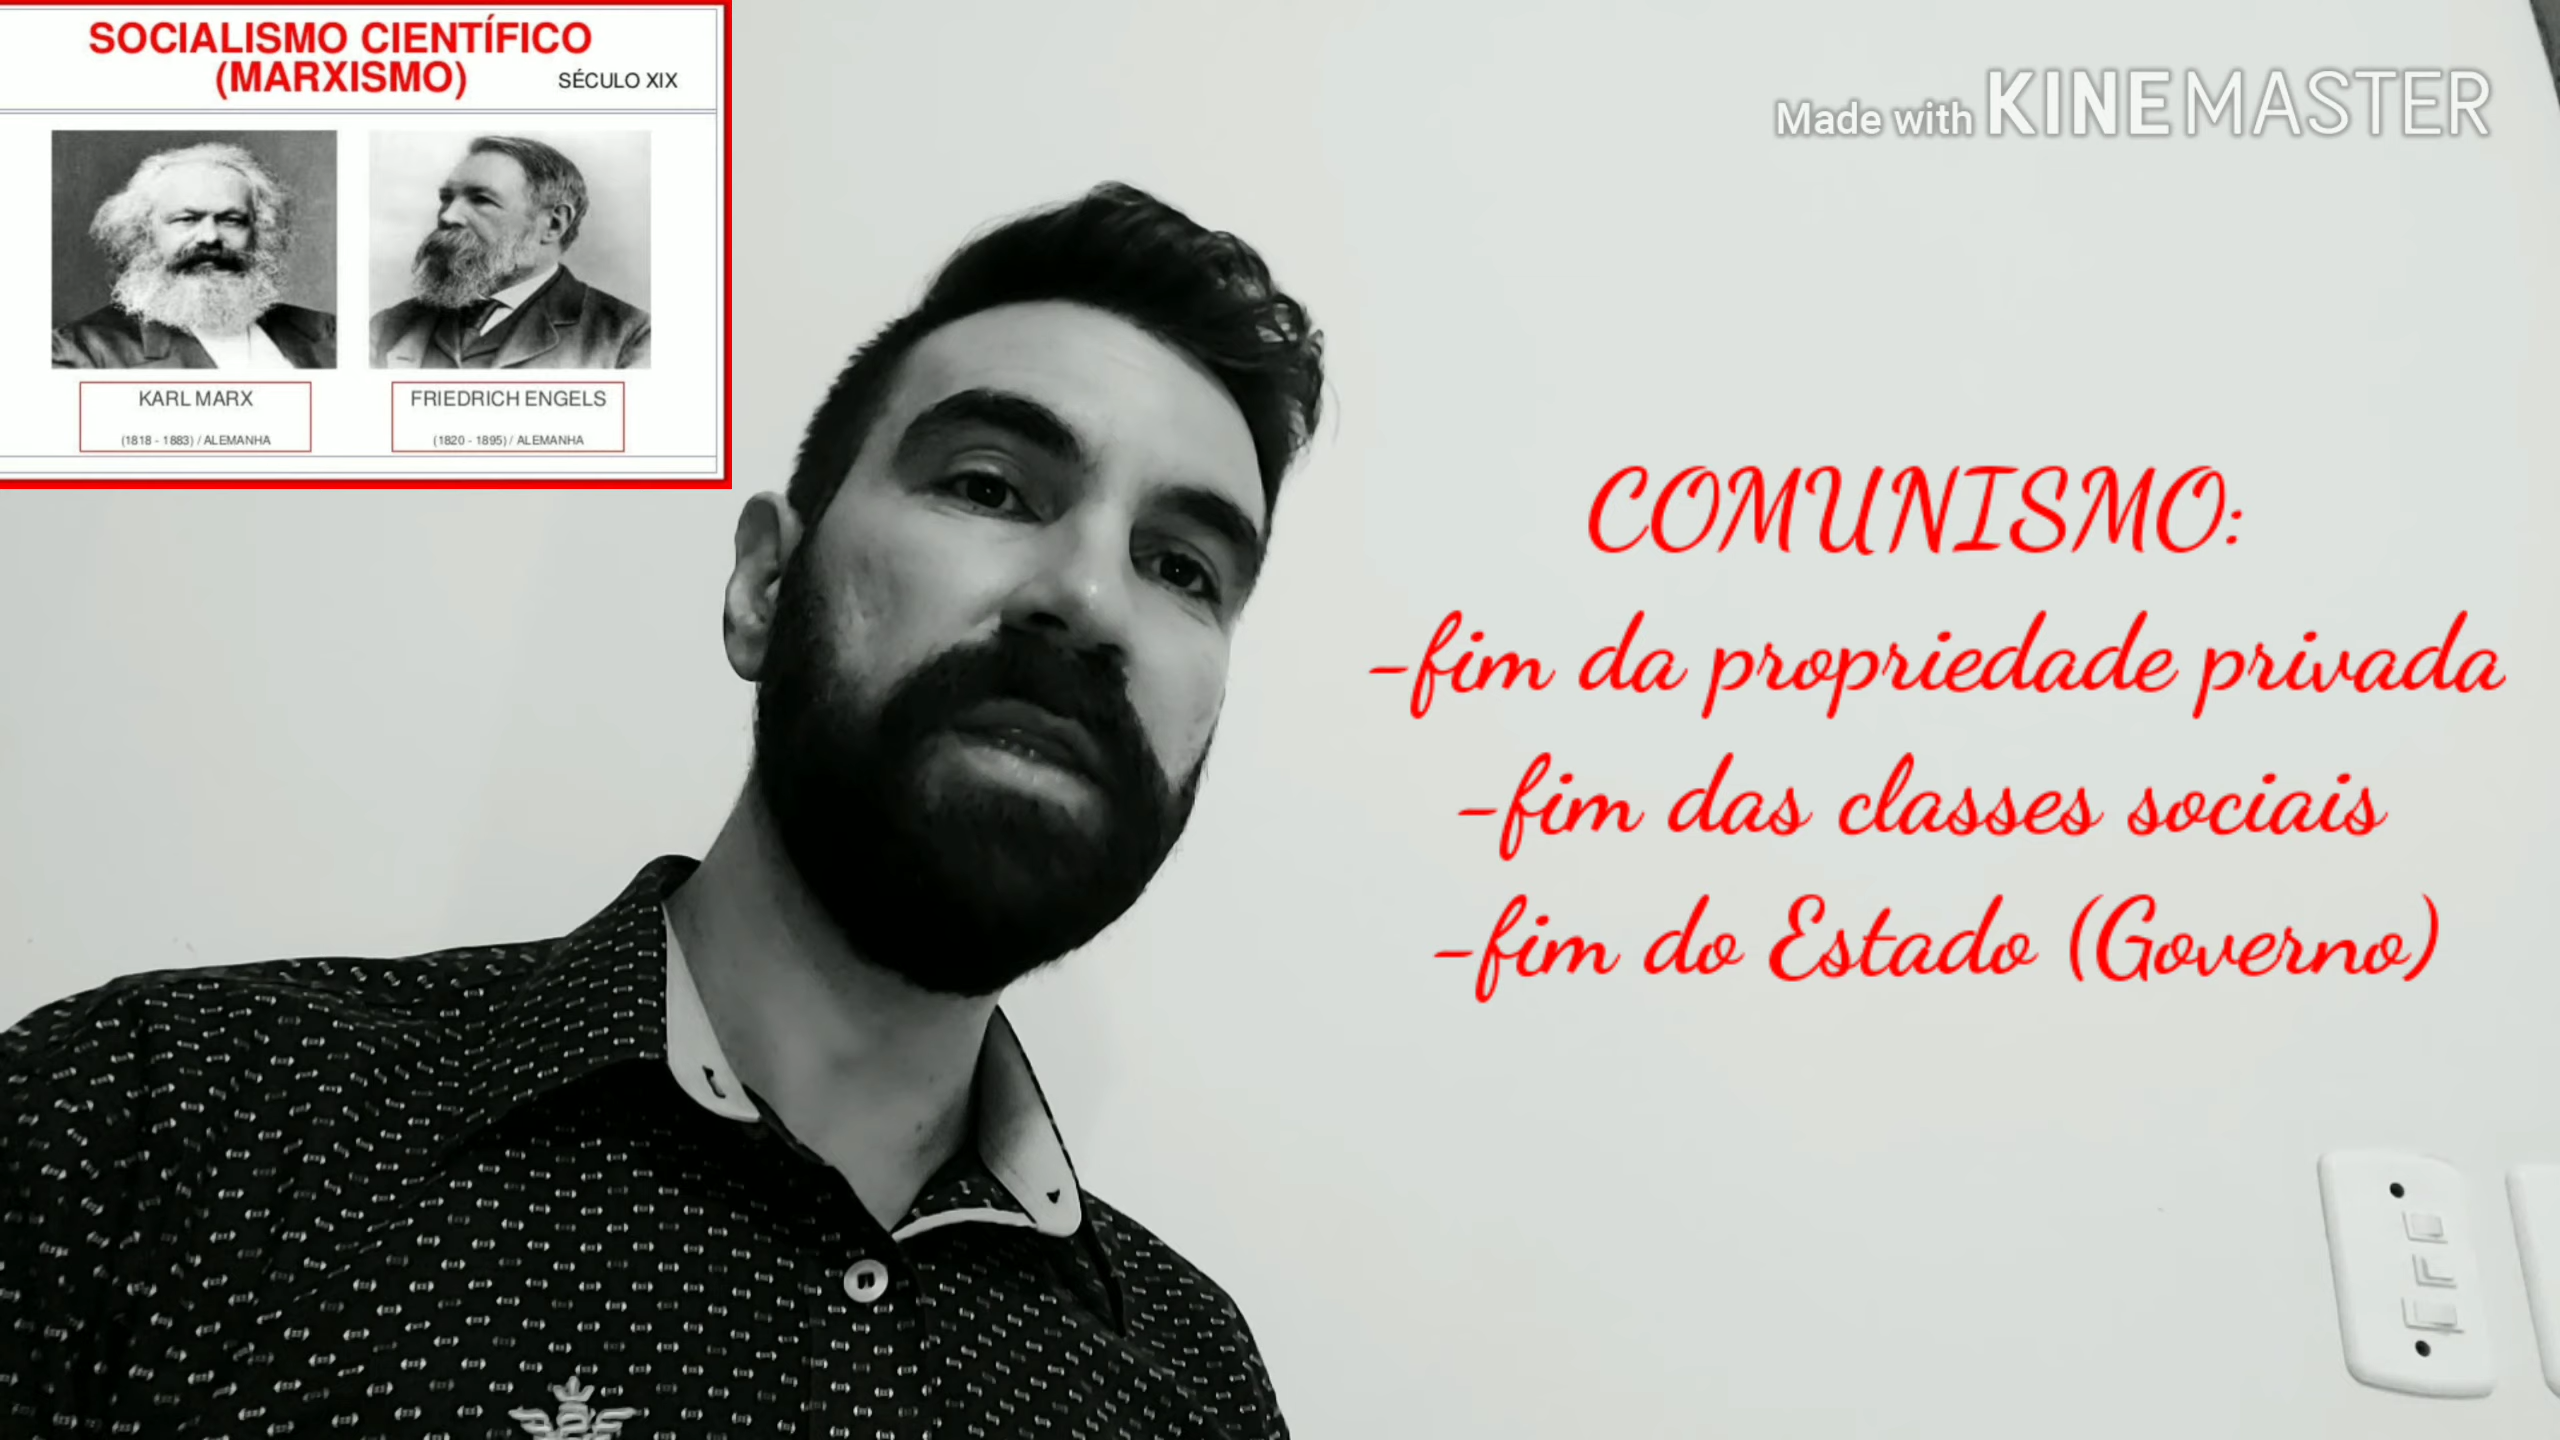 SOCIALISMO CIENTÍFICO
(MARXISMO)
SÉCULO XIX
KARL MARX
(1818 - 1883) / ALEMANHA
FRIEDRICH ENGELS
(1820 - 1895) / ALEMANHA
Made with KINEMASTER
COMUNISMO:
-fim da propriedade privada
-fim das classes sociais
-fim do Estado (Governo)